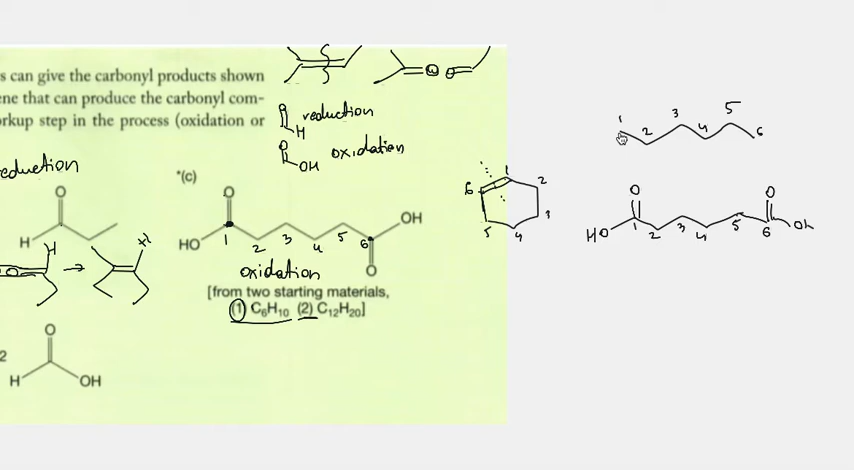 s can give the carbonyl products shown
ene that can produce the carbonyl com-
orkup step in the process (oxidation or
reduction
H
reduction
OH oxidation
*(c)
O
H
H
+H
O
HO
OH
O
1 2 3 4 5 6
oxidation
[from two starting materials,
(1) C₆H₁₀ (2) C₁₂H₂₀]
2
O
H
OH
1 2 3 4 5 6
1 2 3 4 5 6
O
HO
O
OH
1 2 3 4 5 6